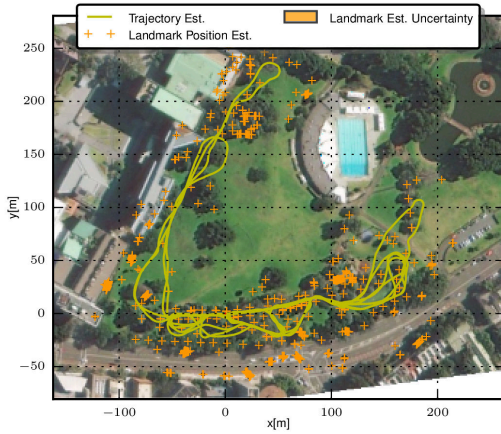 Trajectory Est.
Landmark Position Est.
Landmark Est. Uncertainty
250
200
150
100
50
0
−50
y[m]
−100
0
100
200
x[m]